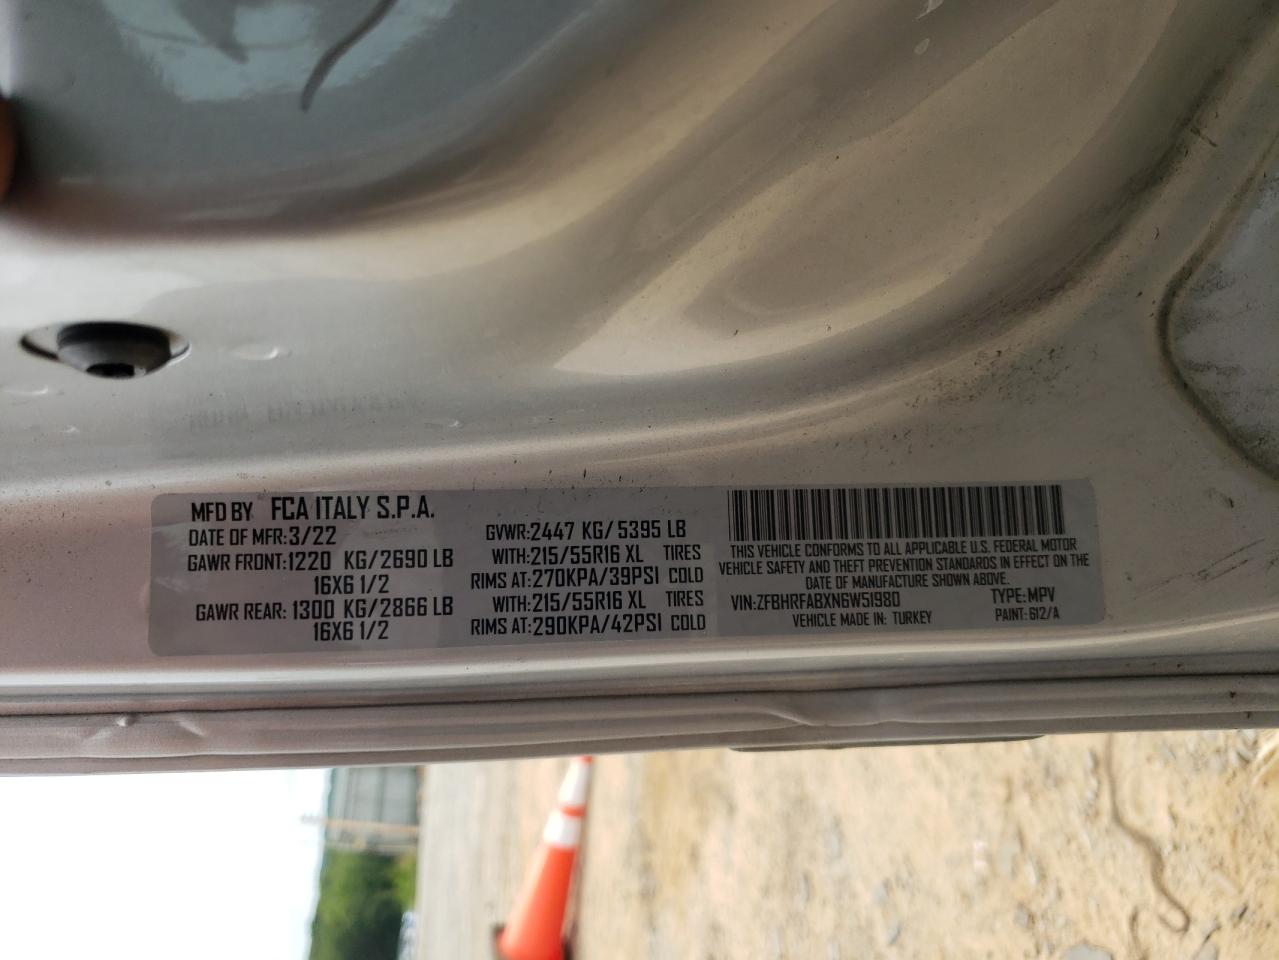 MFD BY FCA ITALY S.P.A.
DATE OF MFR:3/22
GAWR FRONT:1220 KG/2690 LB
16X6 1/2
GAWR REAR: 1300 KG/2866 LB
16X6 1/2
GVWR:2447 KG/5395 LB
WITH:215/55R16 XL TIRES
RIMS AT:270KPA/39PSI COLD
WITH:215/55R16 XL TIRES
RIMS AT:290KPA/42PSI COLD
THIS VEHICLE CONFORMS TO ALL APPLICABLE U.S. FEDERAL MOTOR
VEHICLE SAFETY AND THEFT PREVENTION STANDARDS IN EFFECT ON THE
DATE OF MANUFACTURE SHOWN ABOVE.
VIN:ZFBHRFABXN6W51980 TYPE:MPV
VEHICLE MADE IN: TURKEY PAINT: 612/A